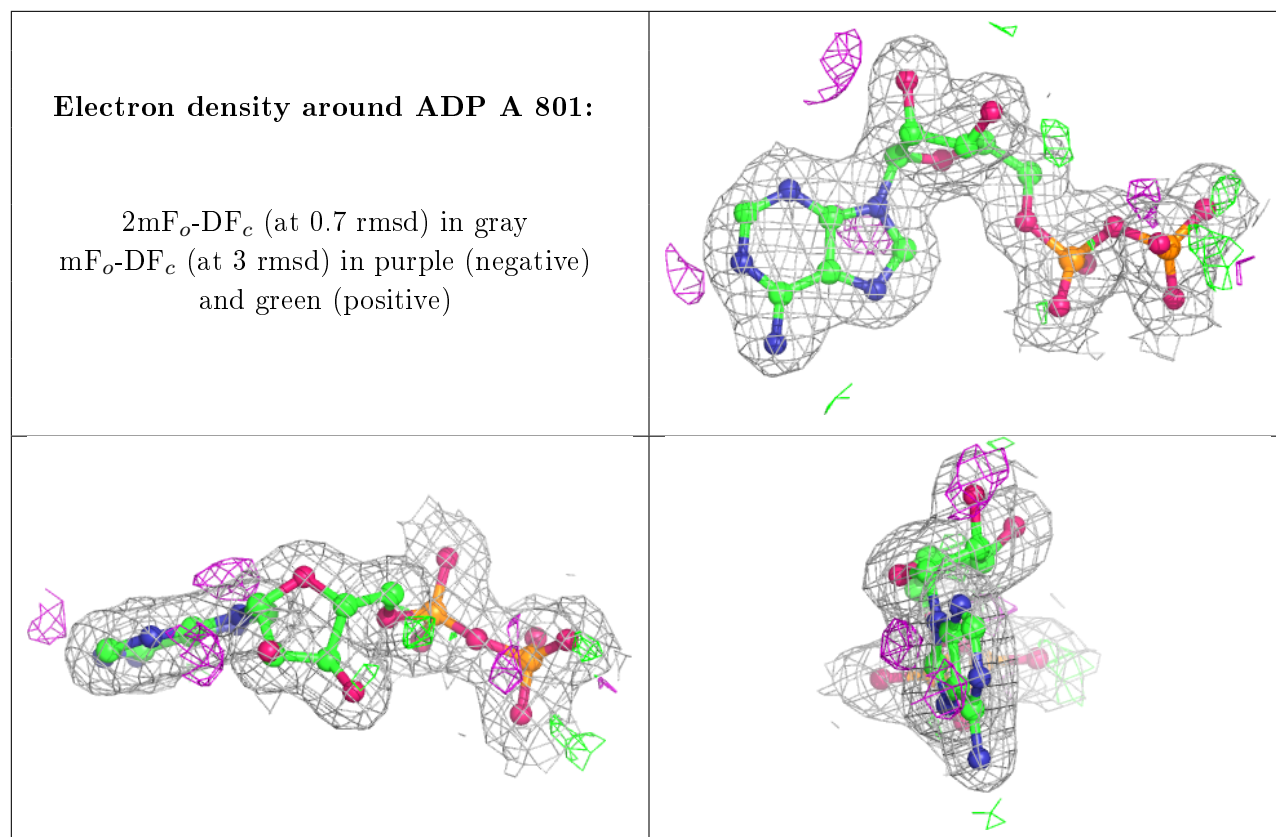 Electron density around ADP A 801:
2mFₒ-DF𝒸 (at 0.7 rmsd) in gray
mFₒ-DF𝒸 (at 3 rmsd) in purple (negative)
and green (positive)